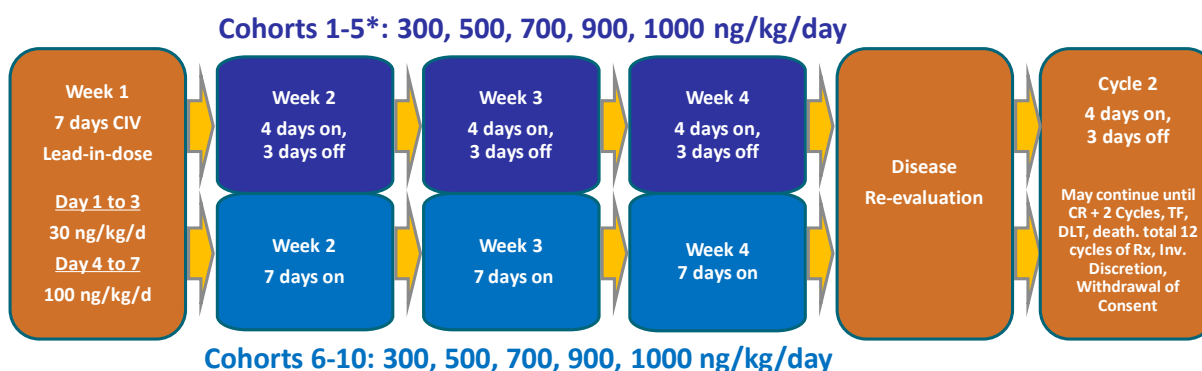 Cohorts 1-5*: 300, 500, 700, 900, 1000 ng/kg/day
Week 1
7 days CIV
Lead-in-dose
Day 1 to 3
30 ng/kg/d
Day 4 to 7
100 ng/kg/d
Week 2
4 days on,
3 days off
Week 3
4 days on,
3 days off
Week 4
4 days on,
3 days off
Week 2
7 days on
Week 3
7 days on
Week 4
7 days on
Disease
Re-evaluation
Cycle 2
4 days on,
3 days off
May continue until
CR + 2 Cycles, TF,
DLT, death. total 12
cycles of Rx, Inv.
Discretion,
Withdrawal of
Consent
Cohorts 6-10: 300, 500, 700, 900, 1000 ng/kg/day